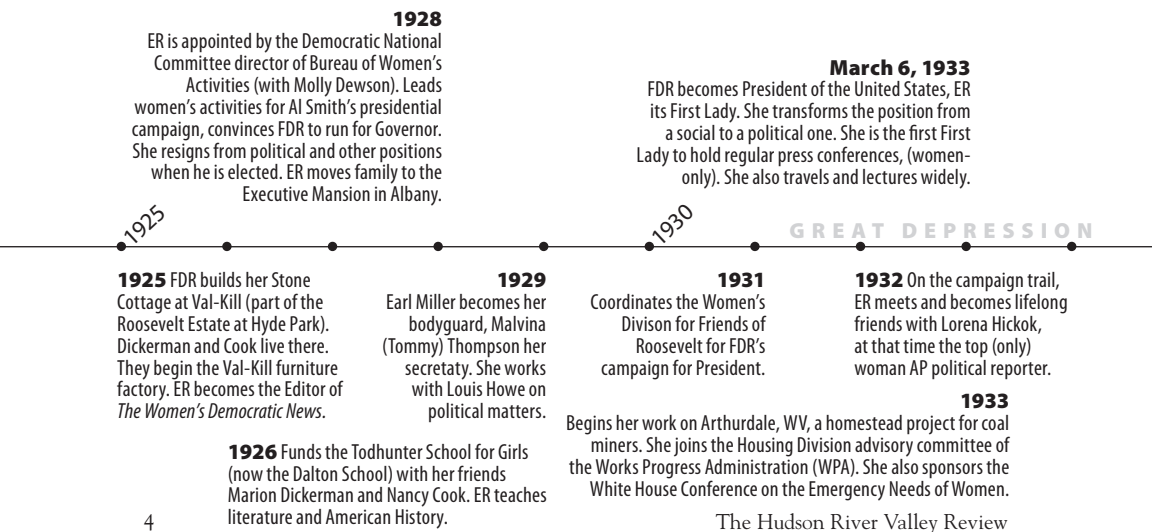 1928
ER is appointed by the Democratic National
Committee director of Bureau of Women's
Activities (with Molly Dewson). Leads
women's activities for Al Smith's presidential
campaign, convinces FDR to run for Governor.
She resigns from political and other positions
when he is elected. ER moves family to the
Executive Mansion in Albany.
March 6, 1933
FDR becomes President of the United States, ER
its First Lady. She transforms the position from
a social to a political one. She is the first First
Lady to hold regular press conferences, (women-
only). She also travels and lectures widely.
1925
1930
GREAT DEPRESSION
1925 FDR builds her Stone
Cottage at Val-Kill (part of the
Roosevelt Estate at Hyde Park).
Dickerman and Cook live there.
They begin the Val-Kill furniture
factory. ER becomes the Editor of
The Women's Democratic News.
1926 Funds the Todhunter School for Girls
(now the Dalton School) with her friends
Marion Dickerman and Nancy Cook. ER teaches
literature and American History.
1929
Earl Miller becomes her
bodyguard, Malvina
(Tommy) Thompson her
secretaty. She works
with Louis Howe on
political matters.
1931
Coordinates the Women's
Divison for Friends of
Roosevelt for FDR's
campaign for President.
1932 On the campaign trail,
ER meets and becomes lifelong
friends with Lorena Hickok,
at that time the top (only)
woman AP political reporter.
1933
Begins her work on Arthurdale, WV, a homestead project for coal
miners. She joins the Housing Division advisory committee of
the Works Progress Administration (WPA). She also sponsors the
White House Conference on the Emergency Needs of Women.
4
The Hudson River Valley Review